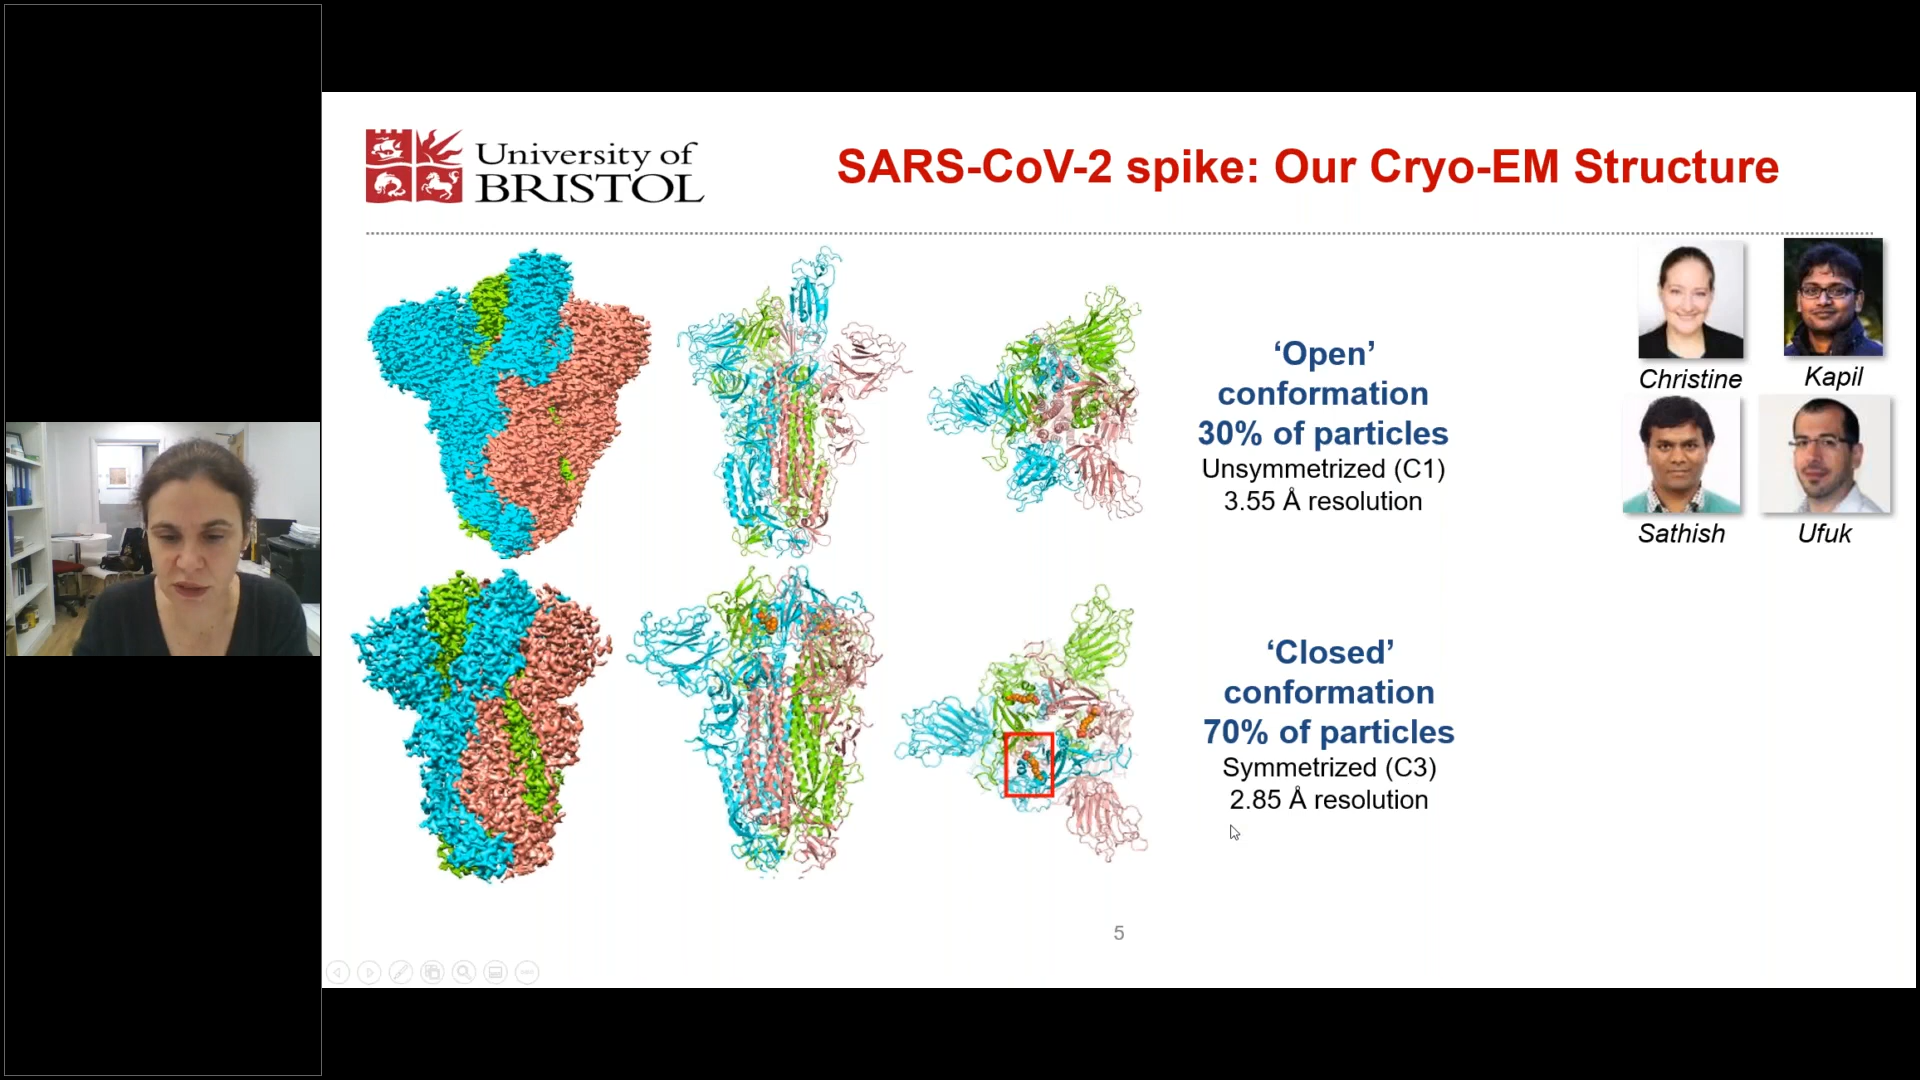 University of
BRISTOL
SARS-CoV-2 spike: Our Cryo-EM Structure
‘Open’
conformation
30% of particles
Unsymmetrized (C1)
3.55 Å resolution
Christine
Kapil
Sathish
Ufuk
‘Closed’
conformation
70% of particles
Symmetrized (C3)
2.85 Å resolution
5